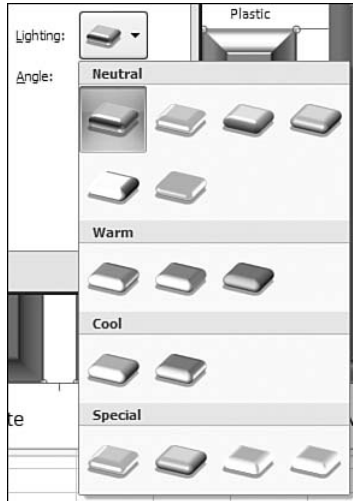 Plastic
Lighting:
Angle:
Neutral
Warm
Cool
te
Special